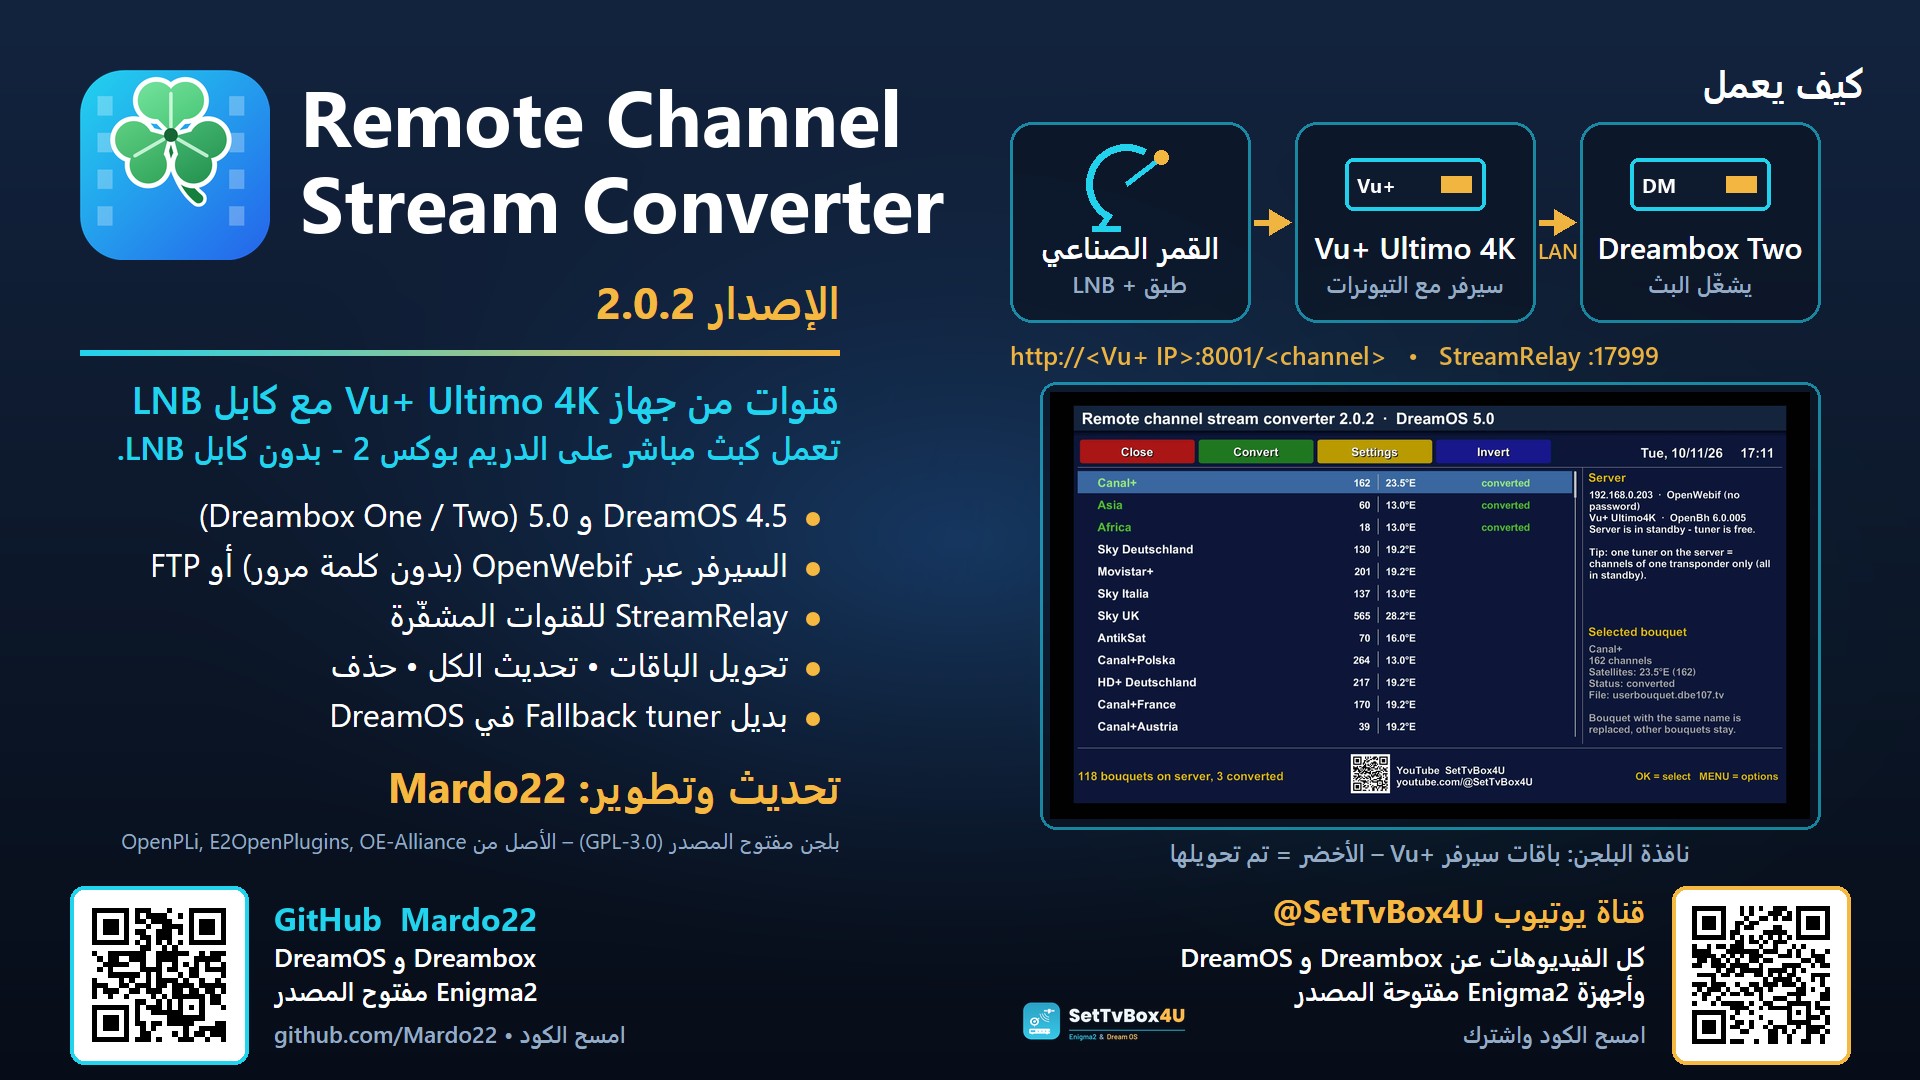 Remote Channel
Stream Converter
الإصدار 2.0.2
قنوات من جهاز Vu+ Ultimo 4K مع كابل LNB
تعمل كبث مباشر على الدريم بوكس 2 - بدون كابل LNB.
DreamOS 4.5 و 5.0 (Dreambox One / Two)
السيرفر عبر OpenWebif (بدون كلمة مرور) أو FTP
StreamRelay للقنوات المشفّرة
تحويل الباقات • تحديث الكل • حذف
بديل Fallback tuner في DreamOS
تحديث وتطوير: Mardo22
بلجن مفتوح المصدر (GPL-3.0) – الأصل من OpenPLi, E2OpenPlugins, OE-Alliance
GitHub Mardo22
Dreambox و DreamOS
Enigma2 مفتوح المصدر
امسح الكود • github.com/Mardo22
كيف يعمل
القمر الصناعي
طبق + LNB
Vu+
Vu+ Ultimo 4K
سيرفر مع التيونرات
LAN
DM
Dreambox Two
يشغّل البث
http://<Vu+ IP>:8001/<channel> • StreamRelay :17999
Remote channel stream converter 2.0.2 · DreamOS 5.0
Close Convert Settings Invert Tue, 10/11/26 17:11
Canal+ 162 23.5°E converted
Asia 60 13.0°E converted
Africa 18 13.0°E converted
Sky Deutschland 130 19.2°E
Movistar+ 201 19.2°E
Sky Italia 137 13.0°E
Sky UK 565 28.2°E
AntikSat 70 16.0°E
Canal+Polska 264 13.0°E
HD+ Deutschland 217 19.2°E
Canal+France 170 19.2°E
Canal+Austria 39 19.2°E
Server
192.168.0.203 · OpenWebif (no
password)
Vu+ Ultimo4K · OpenBh 6.0.005
Server is in standby - tuner is free.
Tip: one tuner on the server =
channels of one transponder only (all
in standby).
Selected bouquet
Canal+
162 channels
Satellites: 23.5°E (162)
Status: converted
File: userbouquet.dbe107.tv
Bouquet with the same name is
replaced, other bouquets stay.
118 bouquets on server, 3 converted
YouTube SetTvBox4U
youtube.com/@SetTvBox4U
OK = select MENU = options
نافذة البلجن: باقات سيرفر Vu+ – الأخضر = تم تحويلها
قناة يوتيوب @SetTvBox4U
كل الفيديوهات عن Dreambox و DreamOS
وأجهزة Enigma2 مفتوحة المصدر
امسح الكود واشترك
SetTvBox4U
Enigma2 & Dream OS